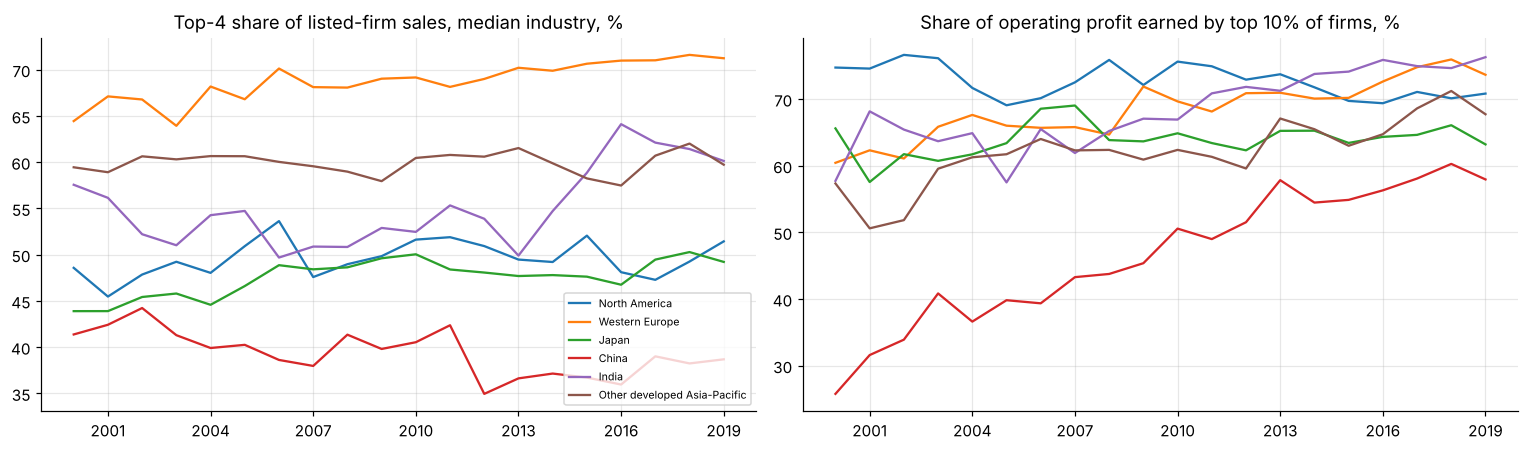 Top-4 share of listed-firm sales, median industry, %
70
65
60
55
50
45
40
35
2001 2004 2007 2010 2013 2016 2019
North America
Western Europe
Japan
China
India
Other developed Asia-Pacific
Share of operating profit earned by top 10% of firms, %
70
60
50
40
30
2001 2004 2007 2010 2013 2016 2019